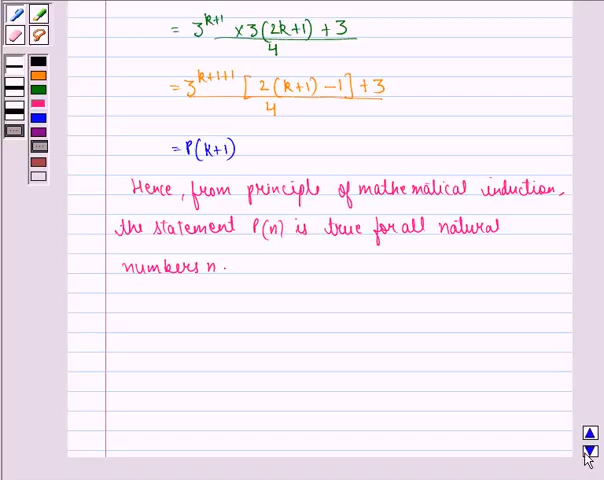 = 3^{k+1} × 3(2k+1) + 3 / 4
= 3^{k+1+1} [2(k+1) - 1] + 3 / 4
= P(k+1)
Hence, from principle of mathematical induction,
the statement P(n) is true for all natural
numbers n.